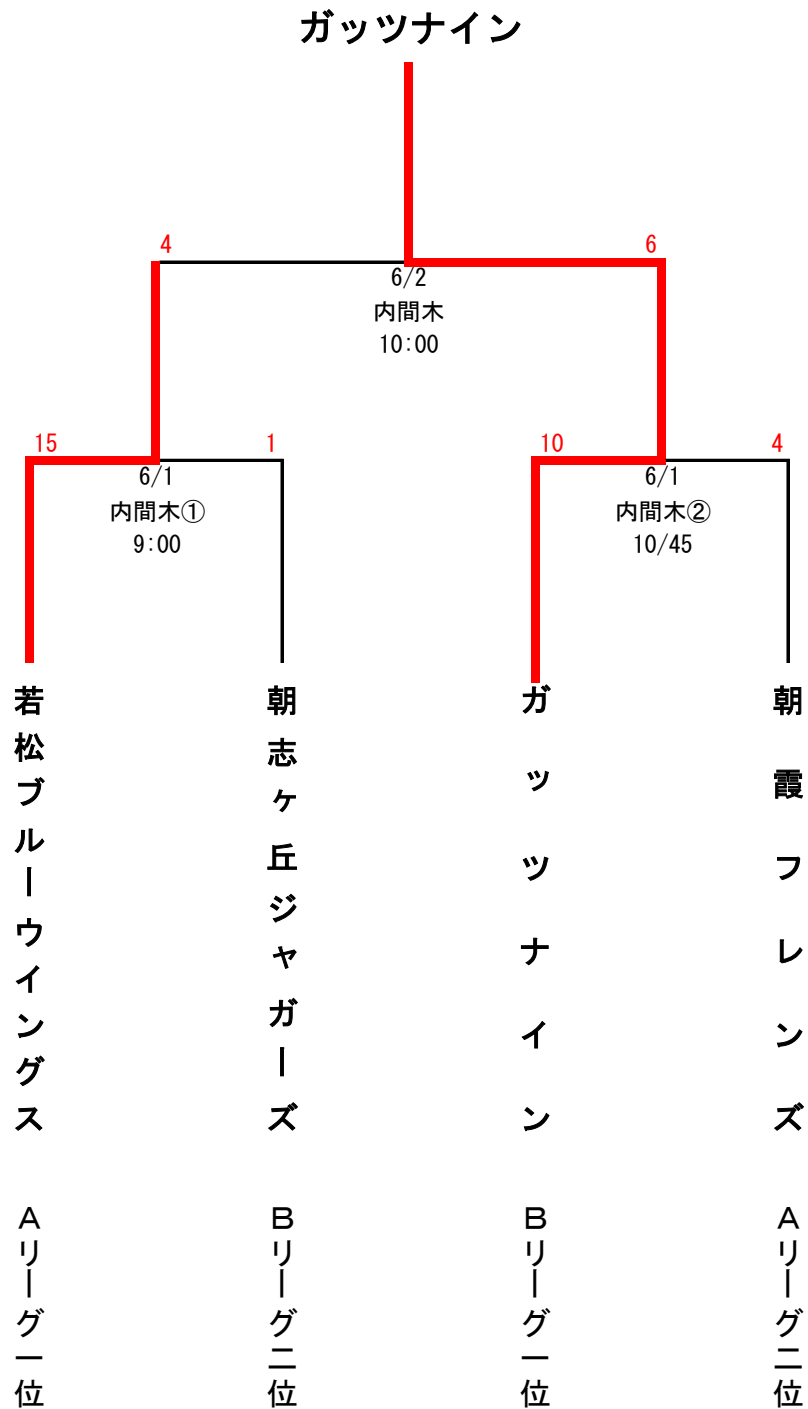 ガッツナイン
4
6
6/2
内間木
10:00
15
1
10
4
6/1
内間木①
9:00
6/1
内間木②
10/45
若松ブルーウイングス
朝志ヶ丘ジャガーズ
ガッツナイン
朝霞フレンズ
Aリーグ一位
Bリーグ二位
Bリーグ一位
Aリーグ二位